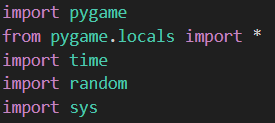 import pygame
from pygame.locals import *
import time
import random
import sys